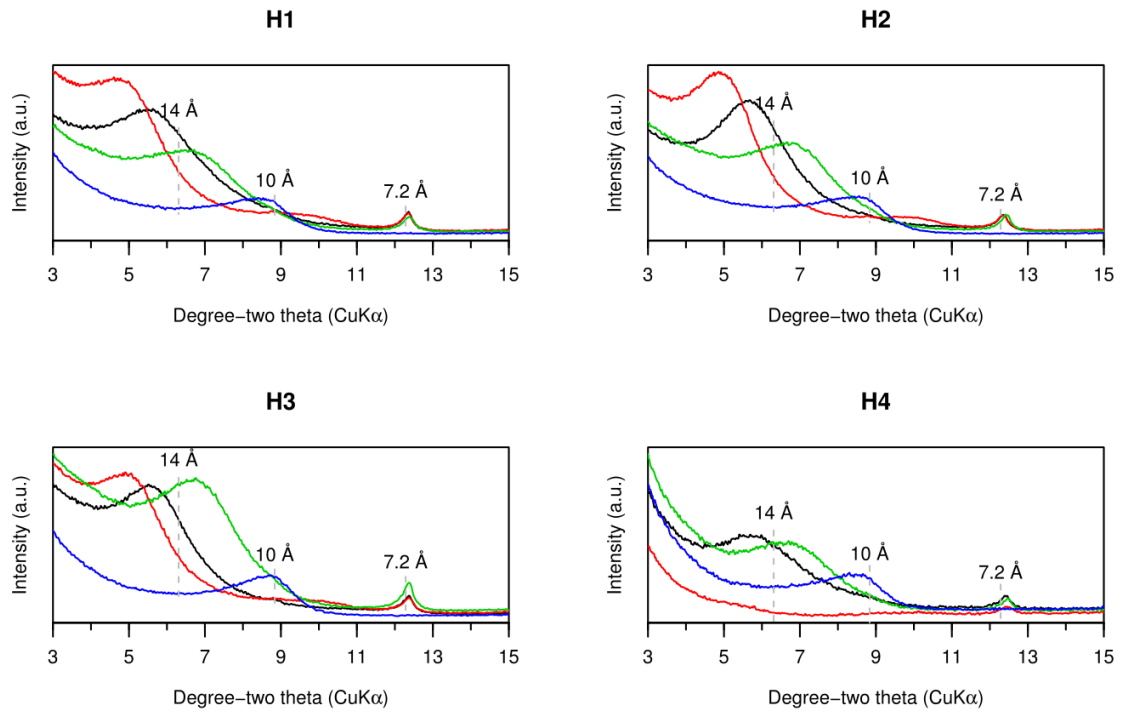 H1
Intensity (a.u.)
14 Å
10 Å
7.2 Å
3 5 7 9 11 13 15
Degree−two theta (CuKα)
H2
Intensity (a.u.)
14 Å
10 Å
7.2 Å
3 5 7 9 11 13 15
Degree−two theta (CuKα)
H3
Intensity (a.u.)
14 Å
10 Å
7.2 Å
3 5 7 9 11 13 15
Degree−two theta (CuKα)
H4
Intensity (a.u.)
14 Å
10 Å
7.2 Å
3 5 7 9 11 13 15
Degree−two theta (CuKα)